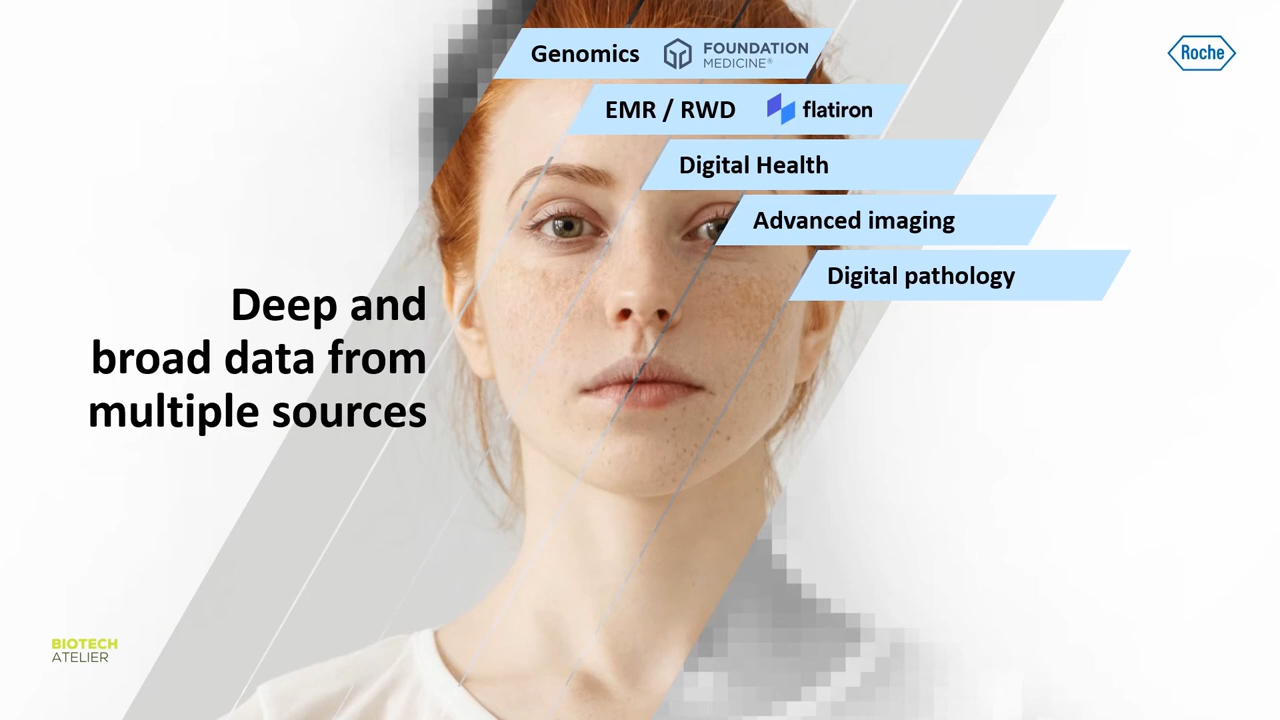 Genomics FOUNDATION MEDICINE®
Roche
EMR / RWD flatiron
Digital Health
Advanced imaging
Digital pathology
Deep and
broad data from
multiple sources
BIOTECH
ATELIER